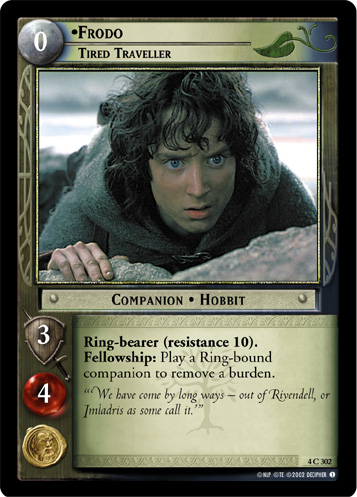 0
•Frodo
Tired Traveller
Companion • Hobbit
3
4
Ring-bearer (resistance 10).
Fellowship: Play a Ring-bound
companion to remove a burden.
“‘We have come by long ways – out of Rivendell, or
Imladris as some call it.’”
4 C 302
©NLP ©TE ©2002 DECIPHER 1